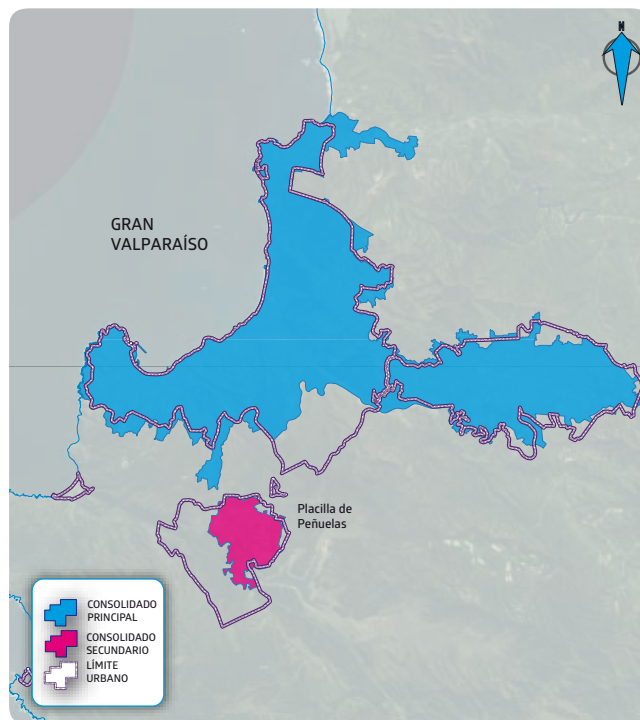 N
GRAN
VALPARAÍSO
Placilla de
Peñuelas
CONSOLIDADO
PRINCIPAL
CONSOLIDADO
SECUNDARIO
LÍMITE
URBANO